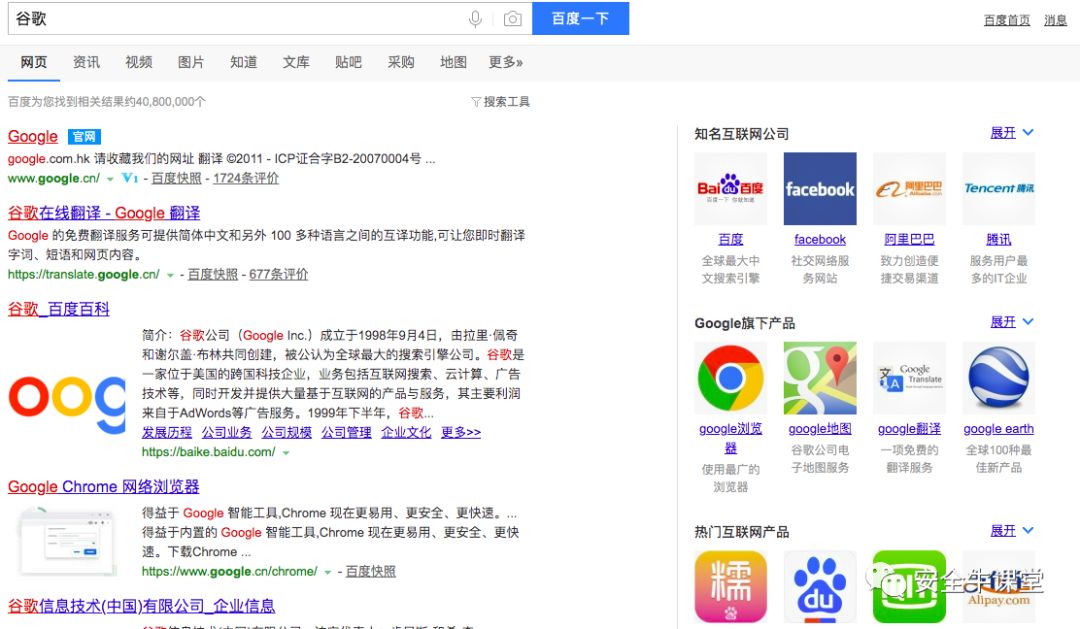 谷歌
百度一下
百度首页 消息
网页 资讯 视频 图片 知道 文库 贴吧 采购 地图 更多»
百度为您找到相关结果约40,800,000个
搜索工具
Google 官网
google.com.hk 请收藏我们的网址 翻译 ©2011 - ICP证合字B2-20070004号 ...
www.google.cn/ V1 - 百度快照 - 1724条评价
谷歌在线翻译 - Google 翻译
Google 的免费翻译服务可提供简体中文和另外 100 多种语言之间的互译功能,可让您即时翻译
字词、短语和网页内容。
https://translate.google.cn/ - 百度快照 - 677条评价
谷歌_百度百科
oog
简介：谷歌公司（Google Inc.）成立于1998年9月4日，由拉里·佩奇
和谢尔盖·布林共同创建，被公认为全球最大的搜索引擎公司。谷歌是
一家位于美国的跨国科技企业，业务包括互联网搜索、云计算、广告
技术等，同时开发并提供大量基于互联网的产品与服务，其主要利润
来自于AdWords等广告服务。1999年下半年，谷歌...
发展历程 公司业务 公司规模 公司管理 企业文化 更多>>
https://baike.baidu.com/
Google Chrome 网络浏览器
得益于 Google 智能工具,Chrome 现在更易用、更安全、更快速。...
得益于内置的 Google 智能工具,Chrome 现在更易用、更安全、更快
速。下载Chrome ...
https://www.google.cn/chrome/ - 百度快照
谷歌信息技术(中国)有限公司_企业信息
知名互联网公司 展开
Bai du 百度
百度一下 你就知道
facebook
阿里巴巴
Alibaba.com
Tencent 腾讯
百度 facebook 阿里巴巴 腾讯
全球最大中 社交网络服 致力创造便 服务用户最
文搜索引擎 务网站 捷交易渠道 多的IT企业
Google旗下产品 展开
文 A
Google
Translate
google浏览 google地图 google翻译 google earth
器 谷歌公司电 一项免费的 全球100种最
使用最广的 子地图服务 翻译服务 佳新产品
浏览器
热门互联网产品 展开
糯
du
Alipay.com
安全牛课堂